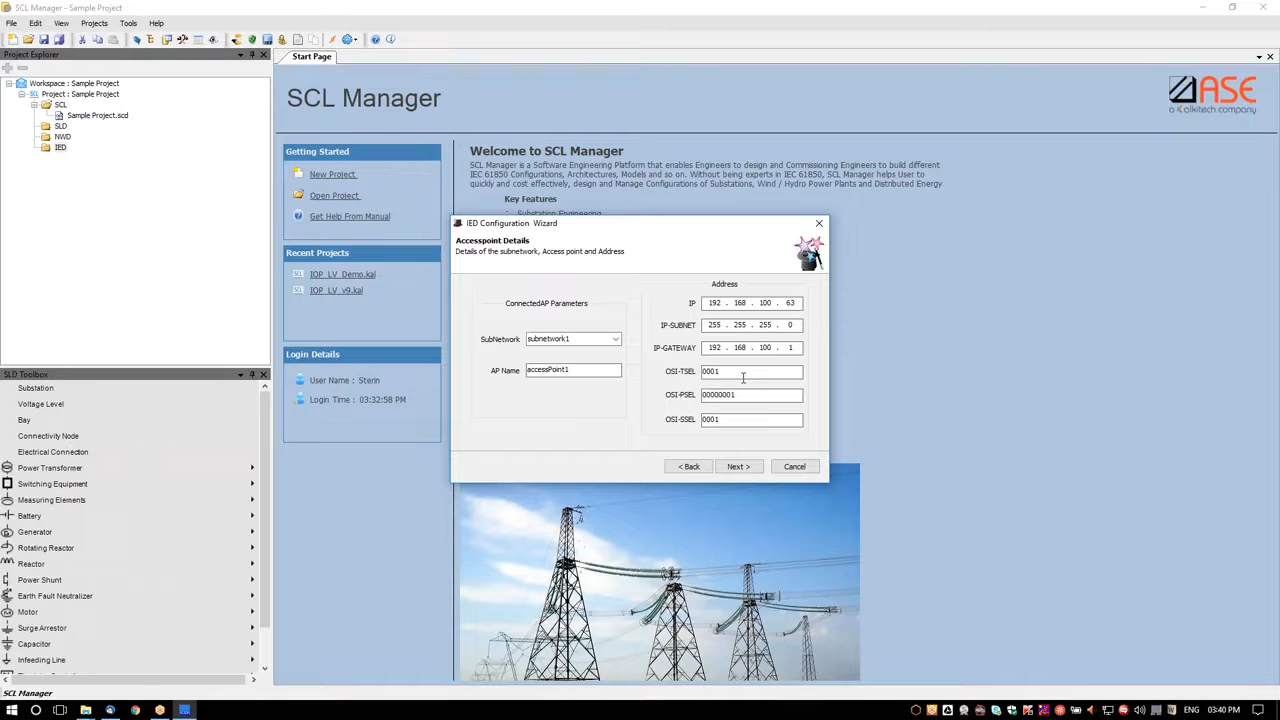 SCL Manager - Sample Project
File Edit View Projects Tools Help
Project Explorer
Start Page
Workspace : Sample Project
Project : Sample Project
SCL
Sample Project.scd
SLD
NWD
IED
SCL Manager
ASE
a kalkitech company
Getting Started
New Project
Open Project
Get Help From Manual
Recent Projects
IOP_LV_Demo.kal
IOP_LV_v9.kal
Login Details
User Name : Sterin
Login Time : 03:32:58 PM
Welcome to SCL Manager
SCL Manager is a Software Engineering Platform that enables Engineers to design and Commissioning Engineers to build different
IEC 61850 Configurations, Architectures, Models and so on. Without being experts in IEC 61850, SCL Manager helps User to
quickly and cost effectively, design and Manage Configurations of Substations, Wind / Hydro Power Plants and Distributed Energy
Key Features
Substation Engineering
IED Configuration Wizard
Accesspoint Details
Details of the subnetwork, Access point and Address
ConnectedAP Parameters
SubNetwork subnetwork1
AP Name accessPoint1
Address
IP 192 . 168 . 100 . 63
IP-SUBNET 255 . 255 . 255 . 0
IP-GATEWAY 192 . 168 . 100 . 1
OSI-TSEL 0001
OSI-PSEL 00000001
OSI-SSEL 0001
< Back Next > Cancel
SLD Toolbox
Substation
Voltage Level
Bay
Connectivity Node
Electrical Connection
Power Transformer
Switching Equipment
Measuring Elements
Battery
Generator
Rotating Reactor
Reactor
Power Shunt
Earth Fault Neutralizer
Motor
Surge Arrestor
Capacitor
Infeeding Line
SCL Manager
ENG 03:40 PM